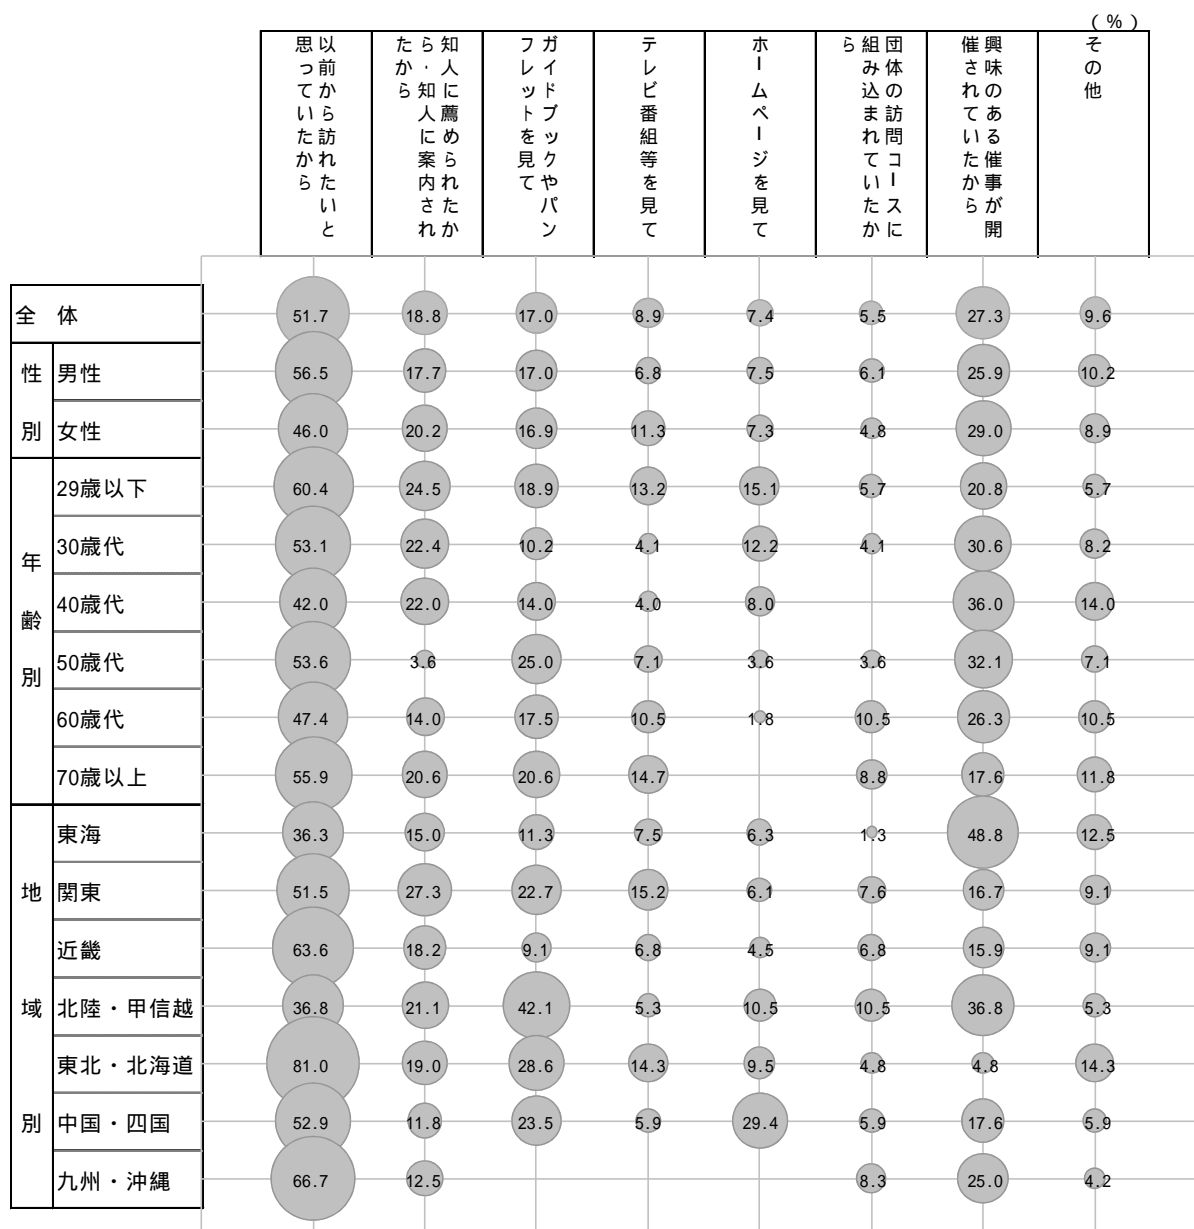 （％）
以前から訪れたいと
思っていたから
知人に薦められたか
ら・知人に案内され
たから
ガイドブックやパン
フレットを見て
テレビ番組等を見て
ホームページを見て
団体の訪問コースに
組み込まれていたか
ら
興味のある催事が開
催されていたから
その他
全　体 51.7 18.8 17.0 8.9 7.4 5.5 27.3 9.6
性別
男性 56.5 17.7 17.0 6.8 7.5 6.1 25.9 10.2
女性 46.0 20.2 16.9 11.3 7.3 4.8 29.0 8.9
年齢別
29歳以下 60.4 24.5 18.9 13.2 15.1 5.7 20.8 5.7
30歳代 53.1 22.4 10.2 4.1 12.2 4.1 30.6 8.2
40歳代 42.0 22.0 14.0 4.0 8.0 36.0 14.0
50歳代 53.6 3.6 25.0 7.1 3.6 3.6 32.1 7.1
60歳代 47.4 14.0 17.5 10.5 1.8 10.5 26.3 10.5
70歳以上 55.9 20.6 20.6 14.7 8.8 17.6 11.8
地域別
東海 36.3 15.0 11.3 7.5 6.3 1.3 48.8 12.5
関東 51.5 27.3 22.7 15.2 6.1 7.6 16.7 9.1
近畿 63.6 18.2 9.1 6.8 4.5 6.8 15.9 9.1
北陸・甲信越 36.8 21.1 42.1 5.3 10.5 10.5 36.8 5.3
東北・北海道 81.0 19.0 28.6 14.3 9.5 4.8 4.8 14.3
中国・四国 52.9 11.8 23.5 5.9 29.4 5.9 17.6 5.9
九州・沖縄 66.7 12.5 8.3 25.0 4.2